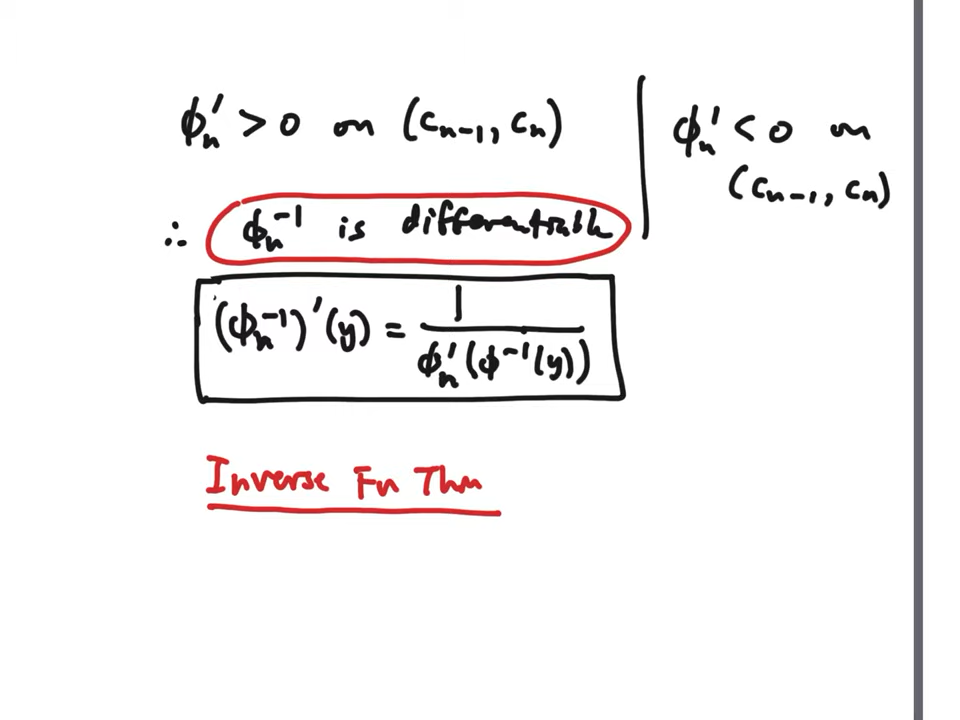 ϕₙ′ > 0 on (cₙ₋₁, cₙ)
ϕₙ′ < 0 on
(cₙ₋₁, cₙ)
∴ ϕₙ⁻¹ is differentiable
(ϕₙ⁻¹)′(y) = 1 / ϕₙ′(ϕ⁻¹(y))
Inverse Fn Thm